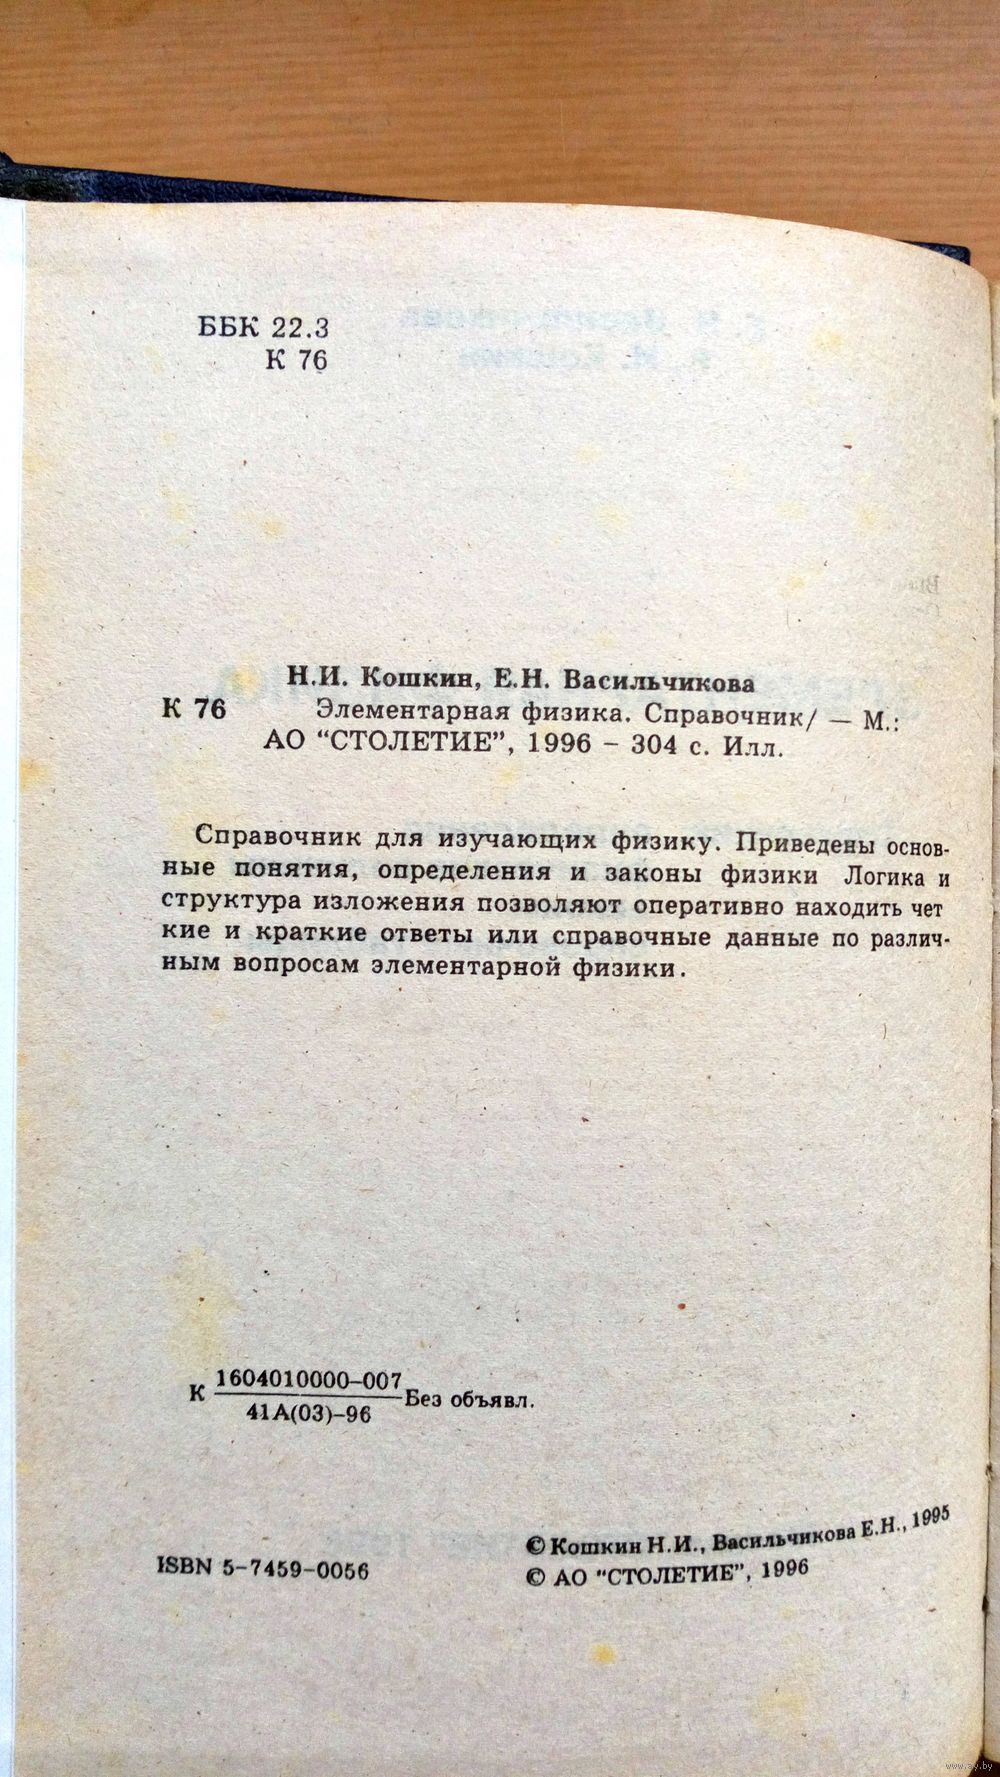 ББК 22.3
К 76
Н.И. Кошкин, Е.Н. Васильчикова
К 76 Элементарная физика. Справочник/ — М.:
АО “СТОЛЕТИЕ”, 1996 – 304 с. Илл.
Справочник для изучающих физику. Приведены основ-
ные понятия, определения и законы физики Логика и
структура изложения позволяют оперативно находить чет
кие и краткие ответы или справочные данные по различ-
ным вопросам элементарной физики.
1604010000–007
К Без объявл.
41А(03)–96
© Кошкин Н.И., Васильчикова Е.Н., 1995
ISBN 5-7459-0056 © АО "СТОЛЕТИЕ", 1996
www.ay.by